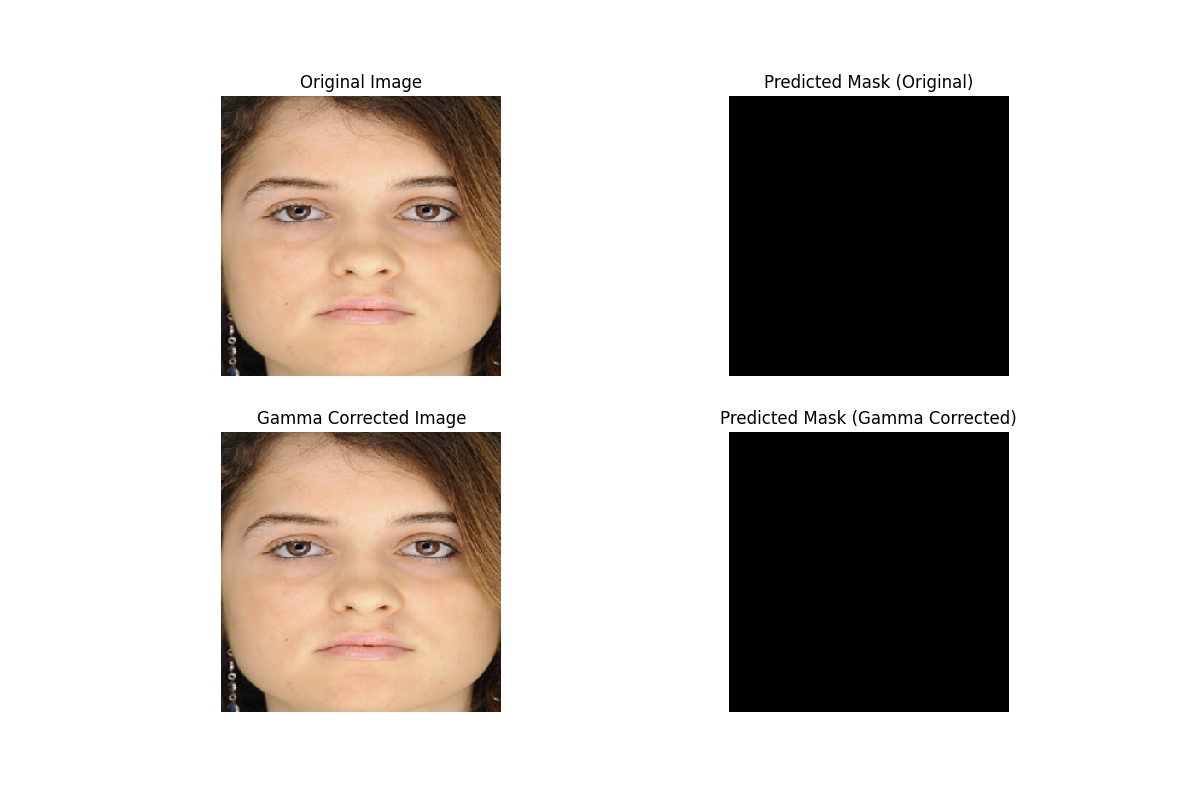 Original Image
Predicted Mask (Original)
Gamma Corrected Image
Predicted Mask (Gamma Corrected)